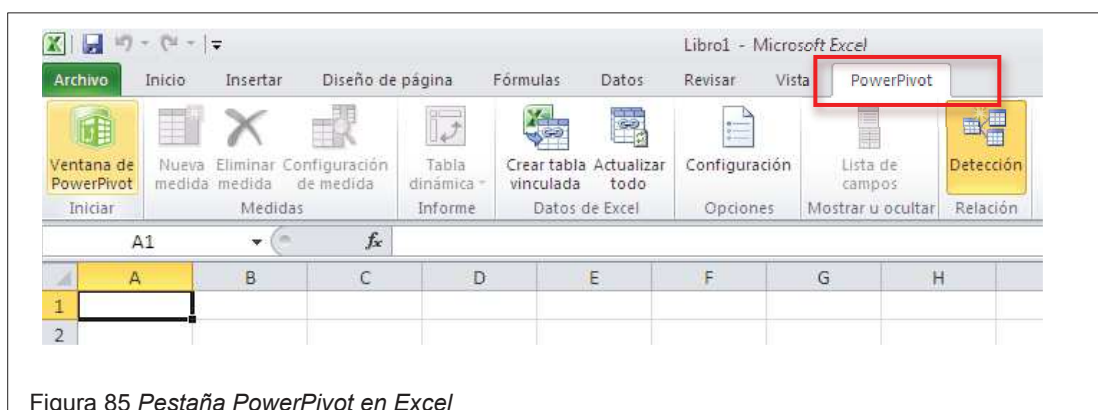 Libro1 - Microsoft Excel
Archivo Inicio Insertar Diseño de página Fórmulas Datos Revisar Vista PowerPivot
Ventana de PowerPivot
Nueva medida
Eliminar medida
Configuración de medida
Tabla dinámica
Crear tabla vinculada
Actualizar todo
Configuración
Lista de campos
Detección
Iniciar Medidas Informe Datos de Excel Opciones Mostrar u ocultar Relación
A1 fx
A B C D E F G H
1
2
Figura 85 Pestaña PowerPivot en Excel